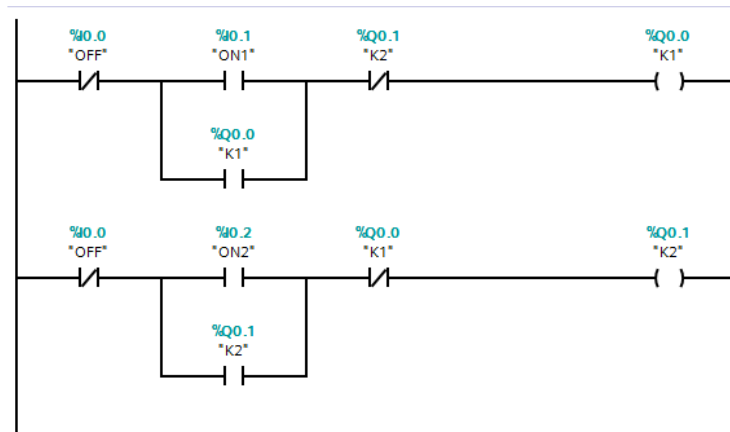 %I0.0 %I0.1 %Q0.1 %Q0.0
"OFF" "ON1" "K2" "K1"
%Q0.0
"K1"
%I0.0 %I0.2 %Q0.0 %Q0.1
"OFF" "ON2" "K1" "K2"
%Q0.1
"K2"